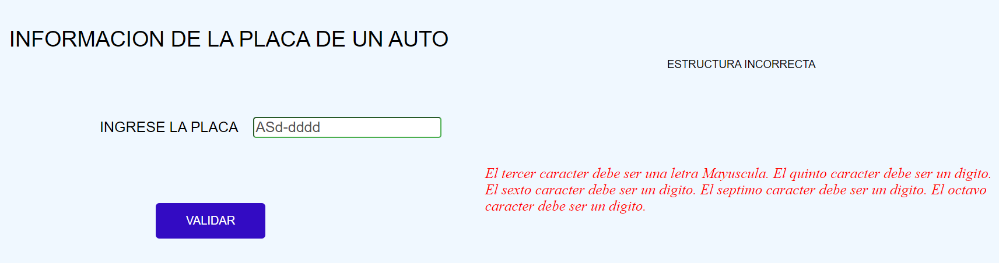 INFORMACION DE LA PLACA DE UN AUTO
ESTRUCTURA INCORRECTA
INGRESE LA PLACA
ASd-dddd
El tercer caracter debe ser una letra Mayuscula. El quinto caracter debe ser un digito.
El sexto caracter debe ser un digito. El septimo caracter debe ser un digito. El octavo
caracter debe ser un digito.
VALIDAR